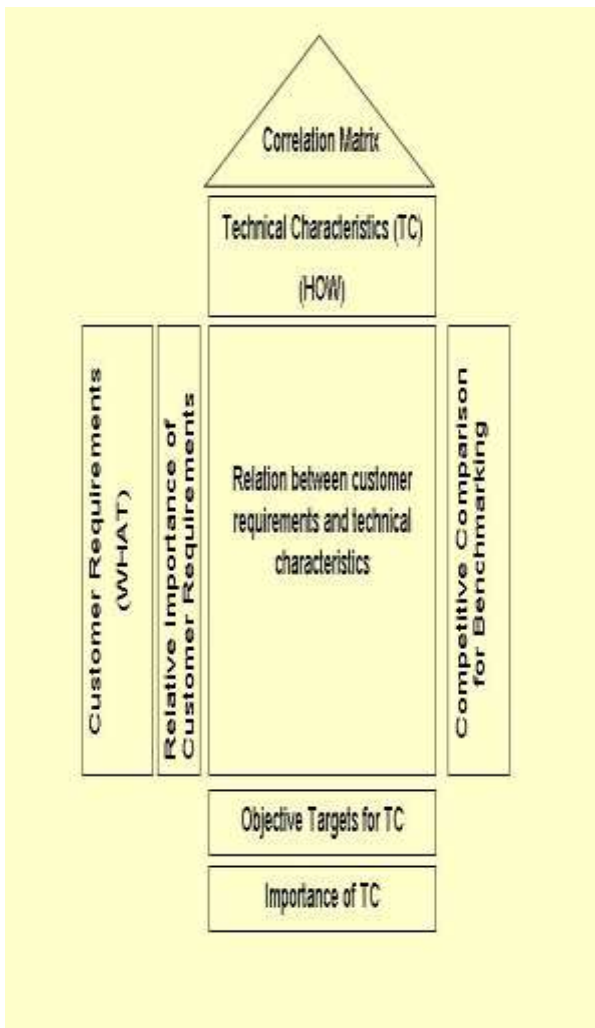 Correlation Matrix
Technical Characteristics (TC)
(HOW)
Customer Requirements
(WHAT)
Relative Importance of
Customer Requirements
Relation between customer
requirements and technical
characteristics
Competitive Comparison
for Benchmarking
Objective Targets for TC
Importance of TC